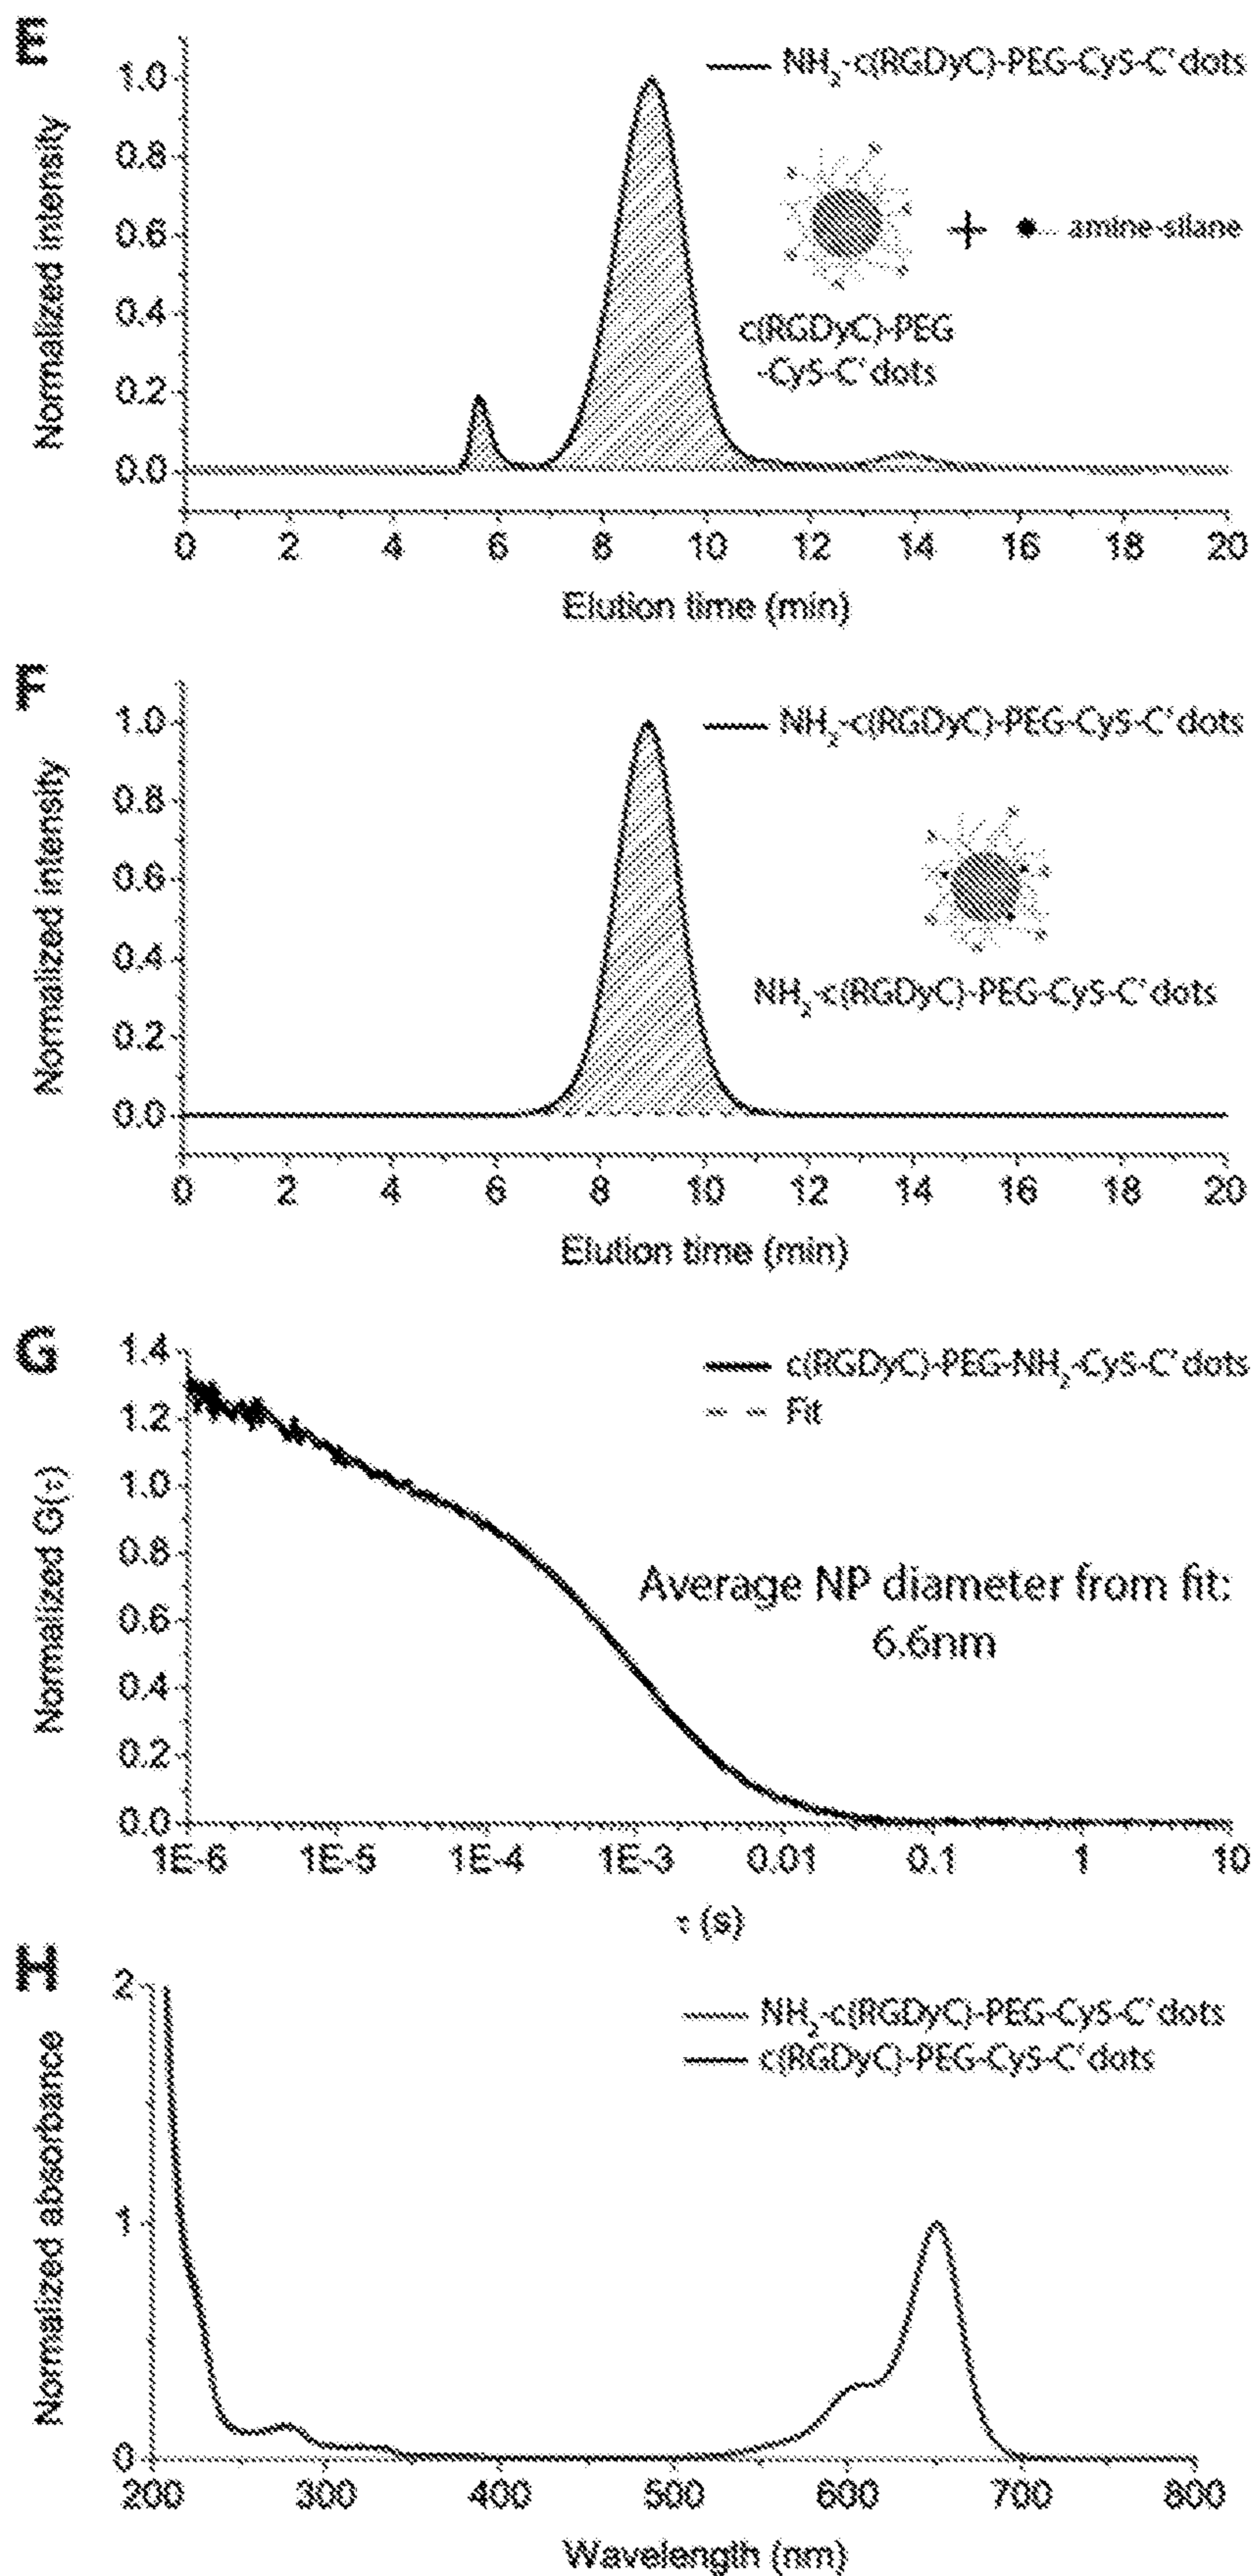 E
NH2-c(RGDyC)-PEG-Cy5-C'dots
Normalized intensity
1.0
0.8
0.6
0.4
0.2
0.0
+
amine-silane
c(RGDyC)-PEG
-Cy5-C'dots
0 2 4 6 8 10 12 14 16 18 20
Elution time (min)
F
NH2-c(RGDyC)-PEG-Cy5-C'dots
Normalized intensity
1.0
0.8
0.6
0.4
0.2
0.0
NH2-c(RGDyC)-PEG-Cy5-C'dots
0 2 4 6 8 10 12 14 16 18 20
Elution time (min)
G
c(RGDyC)-PEG-NH2-Cy5-C'dots
Fit
Normalized G(τ)
1.4
1.2
1.0
0.8
0.6
0.4
0.2
0.0
Average NP diameter from fit:
6.6nm
1E-6 1E-5 1E-4 1E-3 0.01 0.1 1 10
τ (s)
H
NH2-c(RGDyC)-PEG-Cy5-C'dots
c(RGDyC)-PEG-Cy5-C'dots
Normalized absorbance
2
1
0
200 300 400 500 600 700 800
Wavelength (nm)